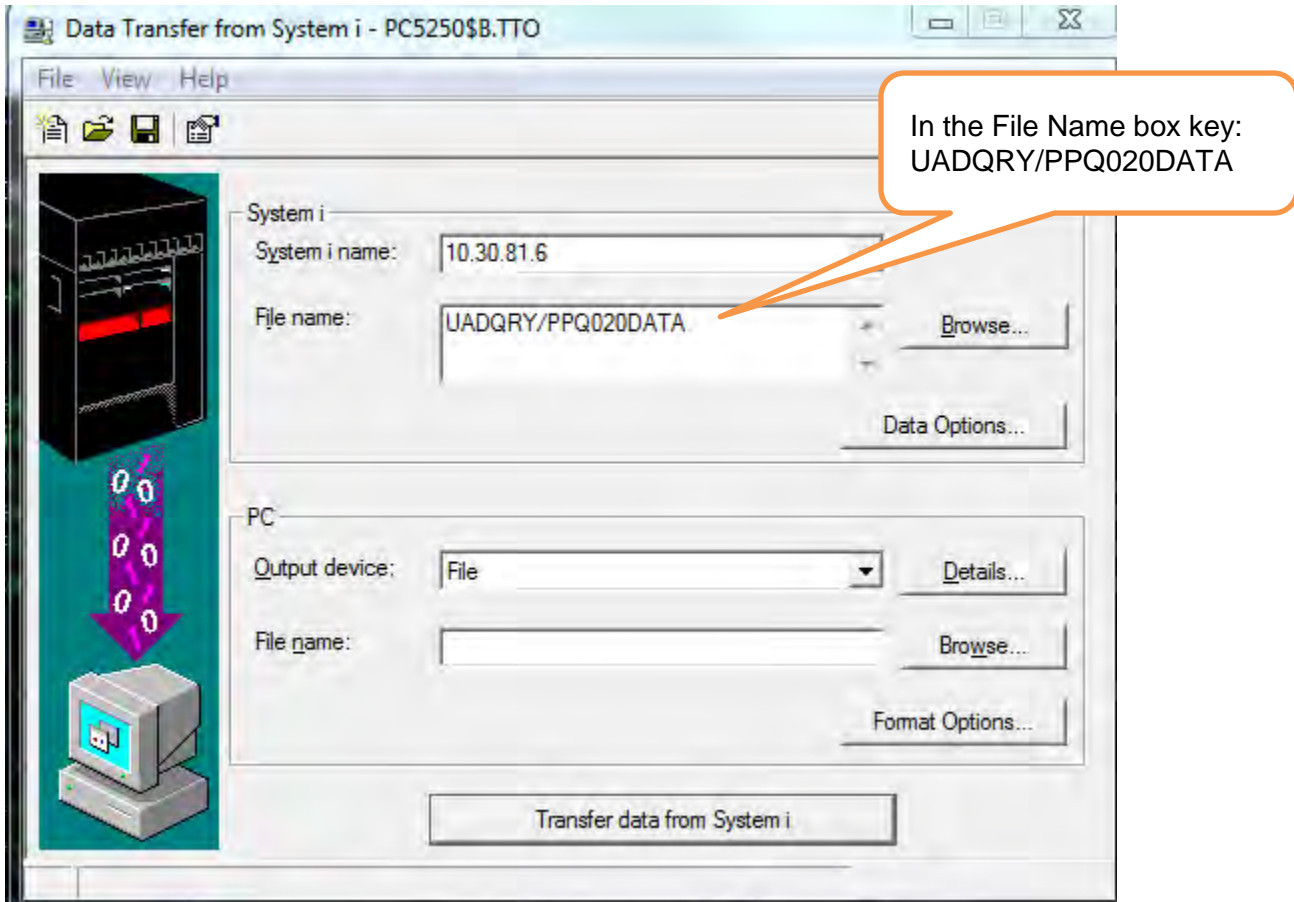 Data Transfer from System i - PC5250$B.TTO
File View Help
In the File Name box key:
UADQRY/PPQ020DATA
System i
System i name: 10.30.81.6
File name: UADQRY/PPQ020DATA Browse...
Data Options...
PC
Output device: File Details...
File name: Browse...
Format Options...
Transfer data from System i